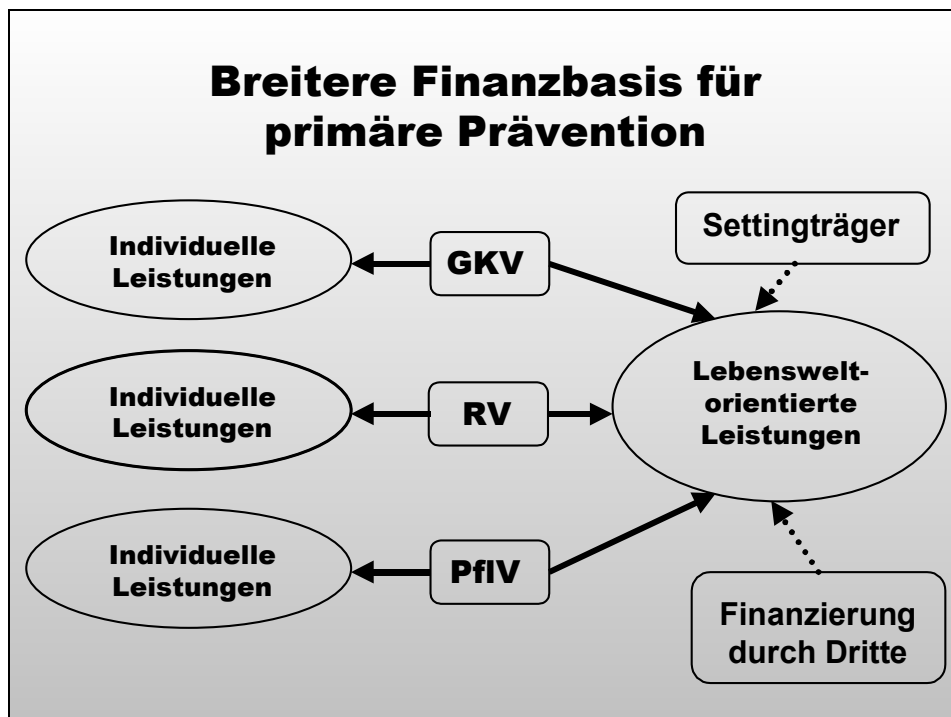 Breitere Finanzbasis für
primäre Prävention
Individuelle
Leistungen
GKV
Settingträger
Individuelle
Leistungen
RV
Lebenswelt-
orientierte
Leistungen
Individuelle
Leistungen
PflV
Finanzierung
durch Dritte